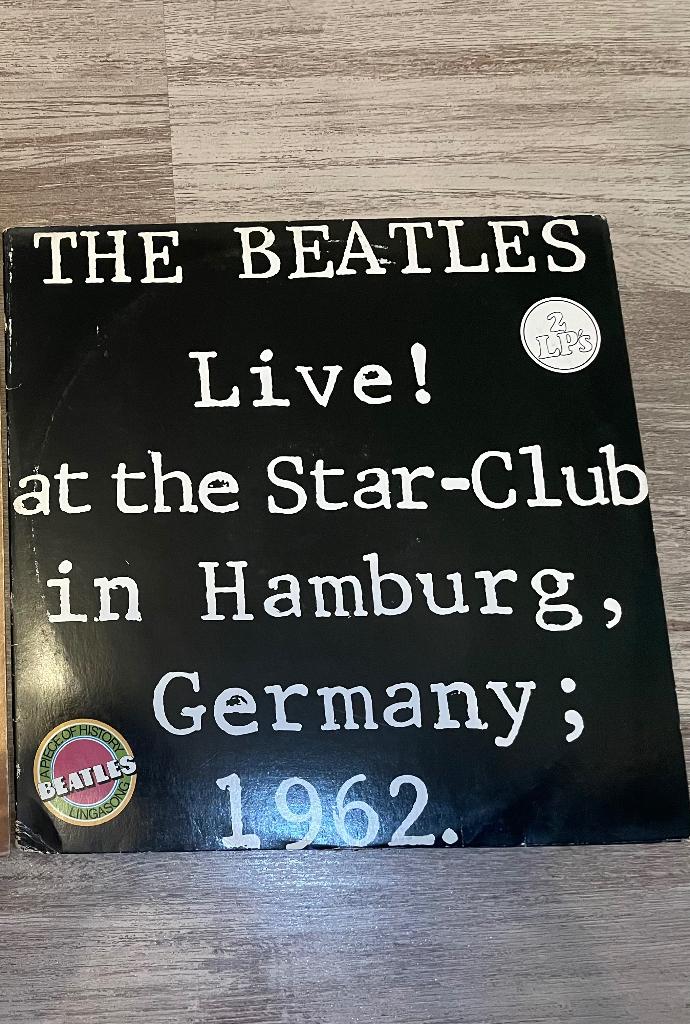 THE BEATLES
2
LP's
Live!
at the Star-Club
in Hamburg,
Germany;
1962.
A PIECE OF HISTORY
BEATLES
LINGASONG